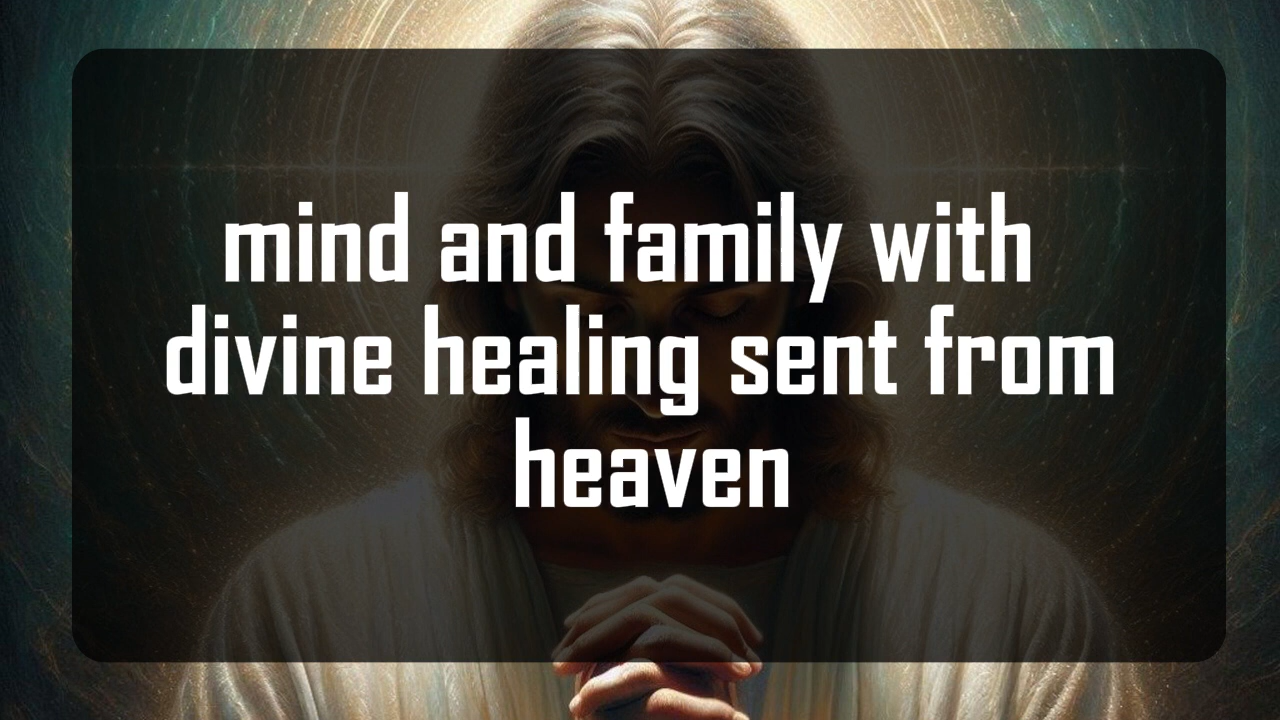 mind and family with
divine healing sent from
heaven